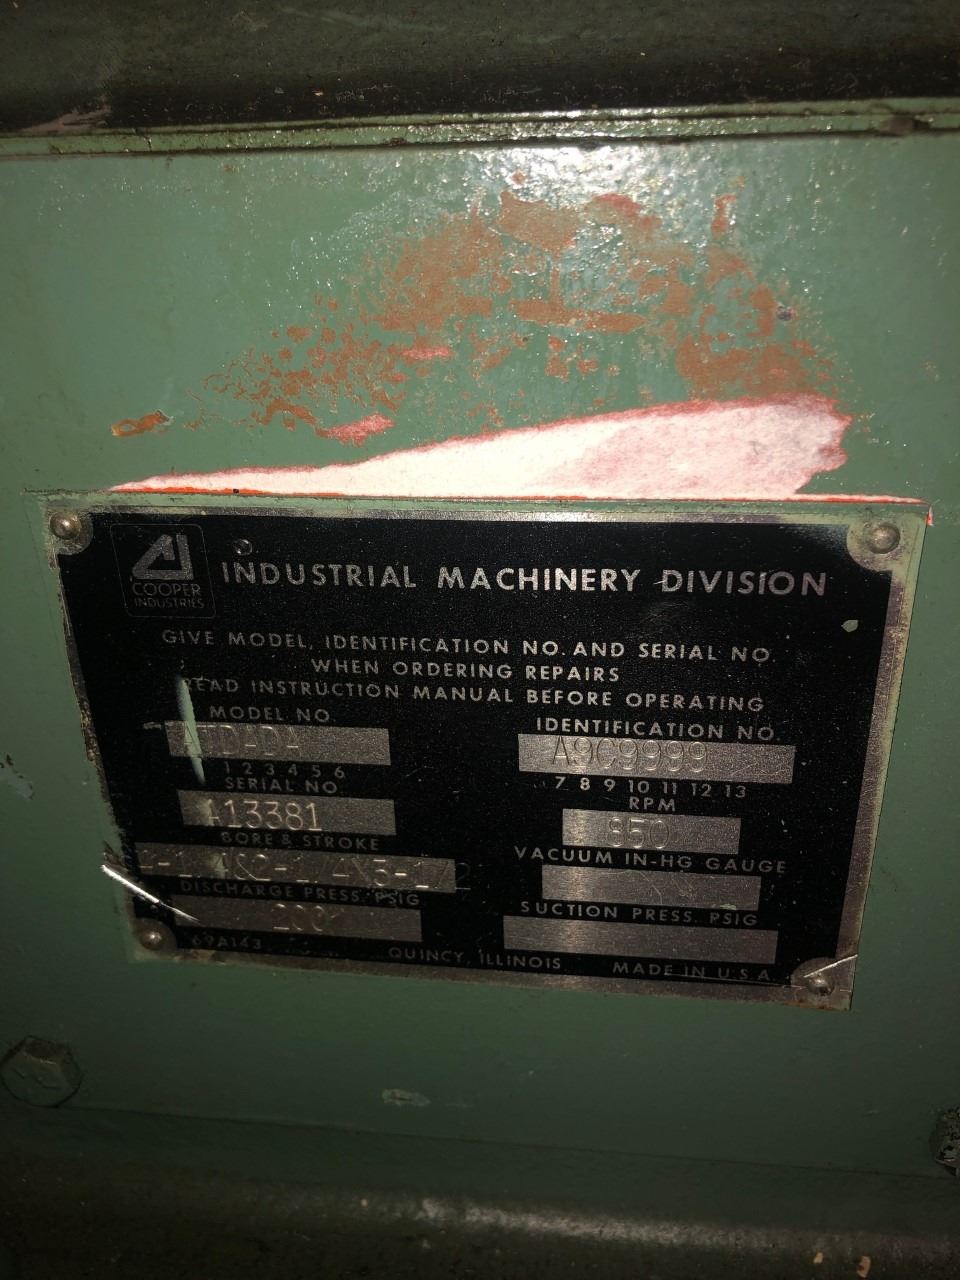 COOPER
INDUSTRIES
INDUSTRIAL MACHINERY DIVISION
GIVE MODEL, IDENTIFICATION NO. AND SERIAL NO.
WHEN ORDERING REPAIRS
READ INSTRUCTION MANUAL BEFORE OPERATING
MODEL NO.
IDENTIFICATION NO.
A9C9999
1 2 3 4 5 6
7 8 9 10 11 12 13
SERIAL NO.
RPM
413381
850
BORE & STROKE
VACUUM IN-HG GAUGE
DISCHARGE PRESS. PSIG
SUCTION PRESS. PSIG
200
69A143
QUINCY, ILLINOIS
MADE IN U.S.A.